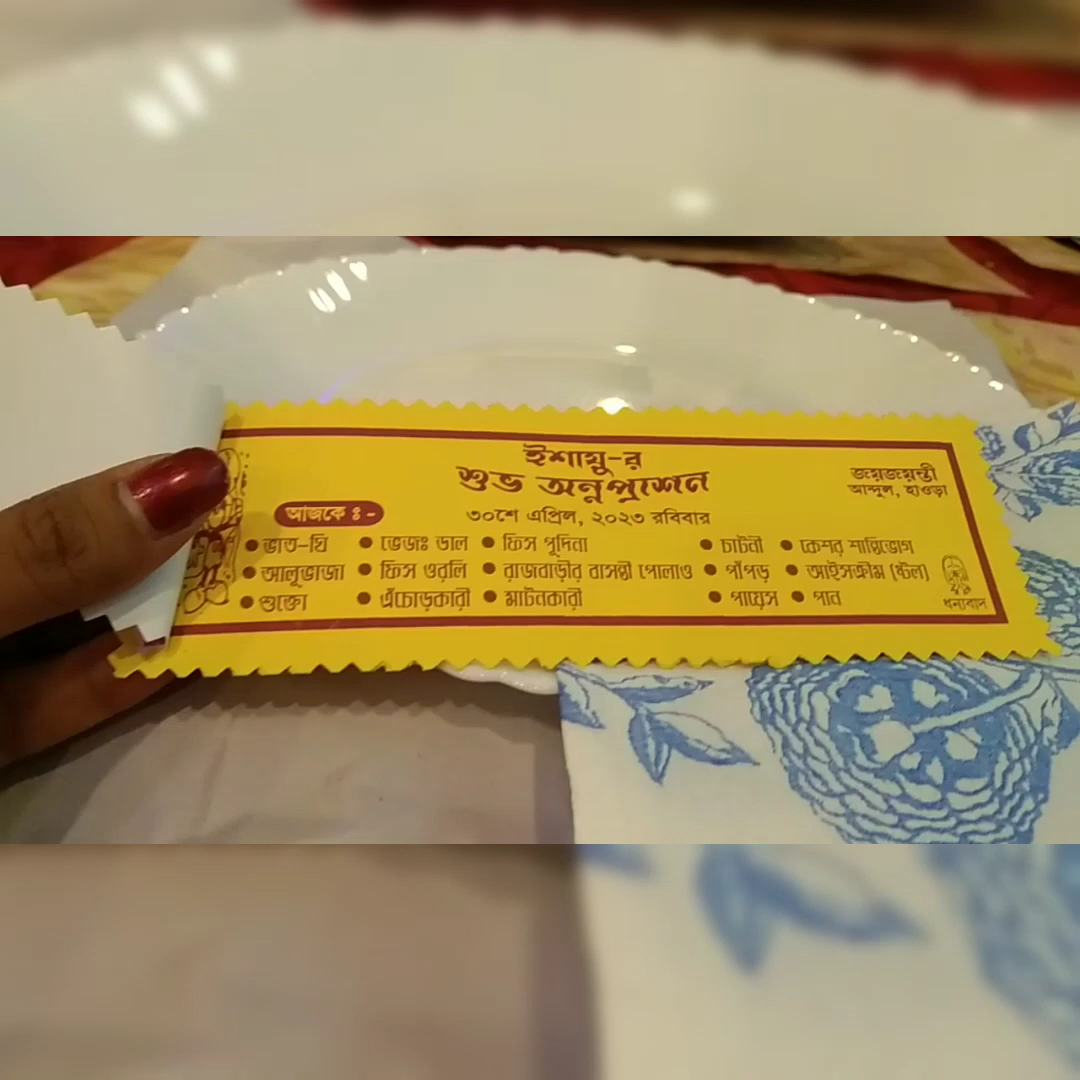 ইশায়ু-র
শুভ অন্নপ্রাশন
জয়জয়ন্তী
আন্দুল, হাওড়া
আজকে ঃ-
৩০শে এপ্রিল, ২০২৩ রবিবার
• ভাত-ঘি • ভেজঃ ডাল • ফিস পুদিনা • চাটনী • কেশর শান্তিভোগ
• আলুভাজা • ফিস ওরলি • রাজবাড়ীর বাসন্তী পোলাও • পাঁপড় • আইসক্রীম (স্টল)
• শুক্তো • এঁচোড়কারী • মাটনকারী • পায়েস • পান
ধন্যবাদ